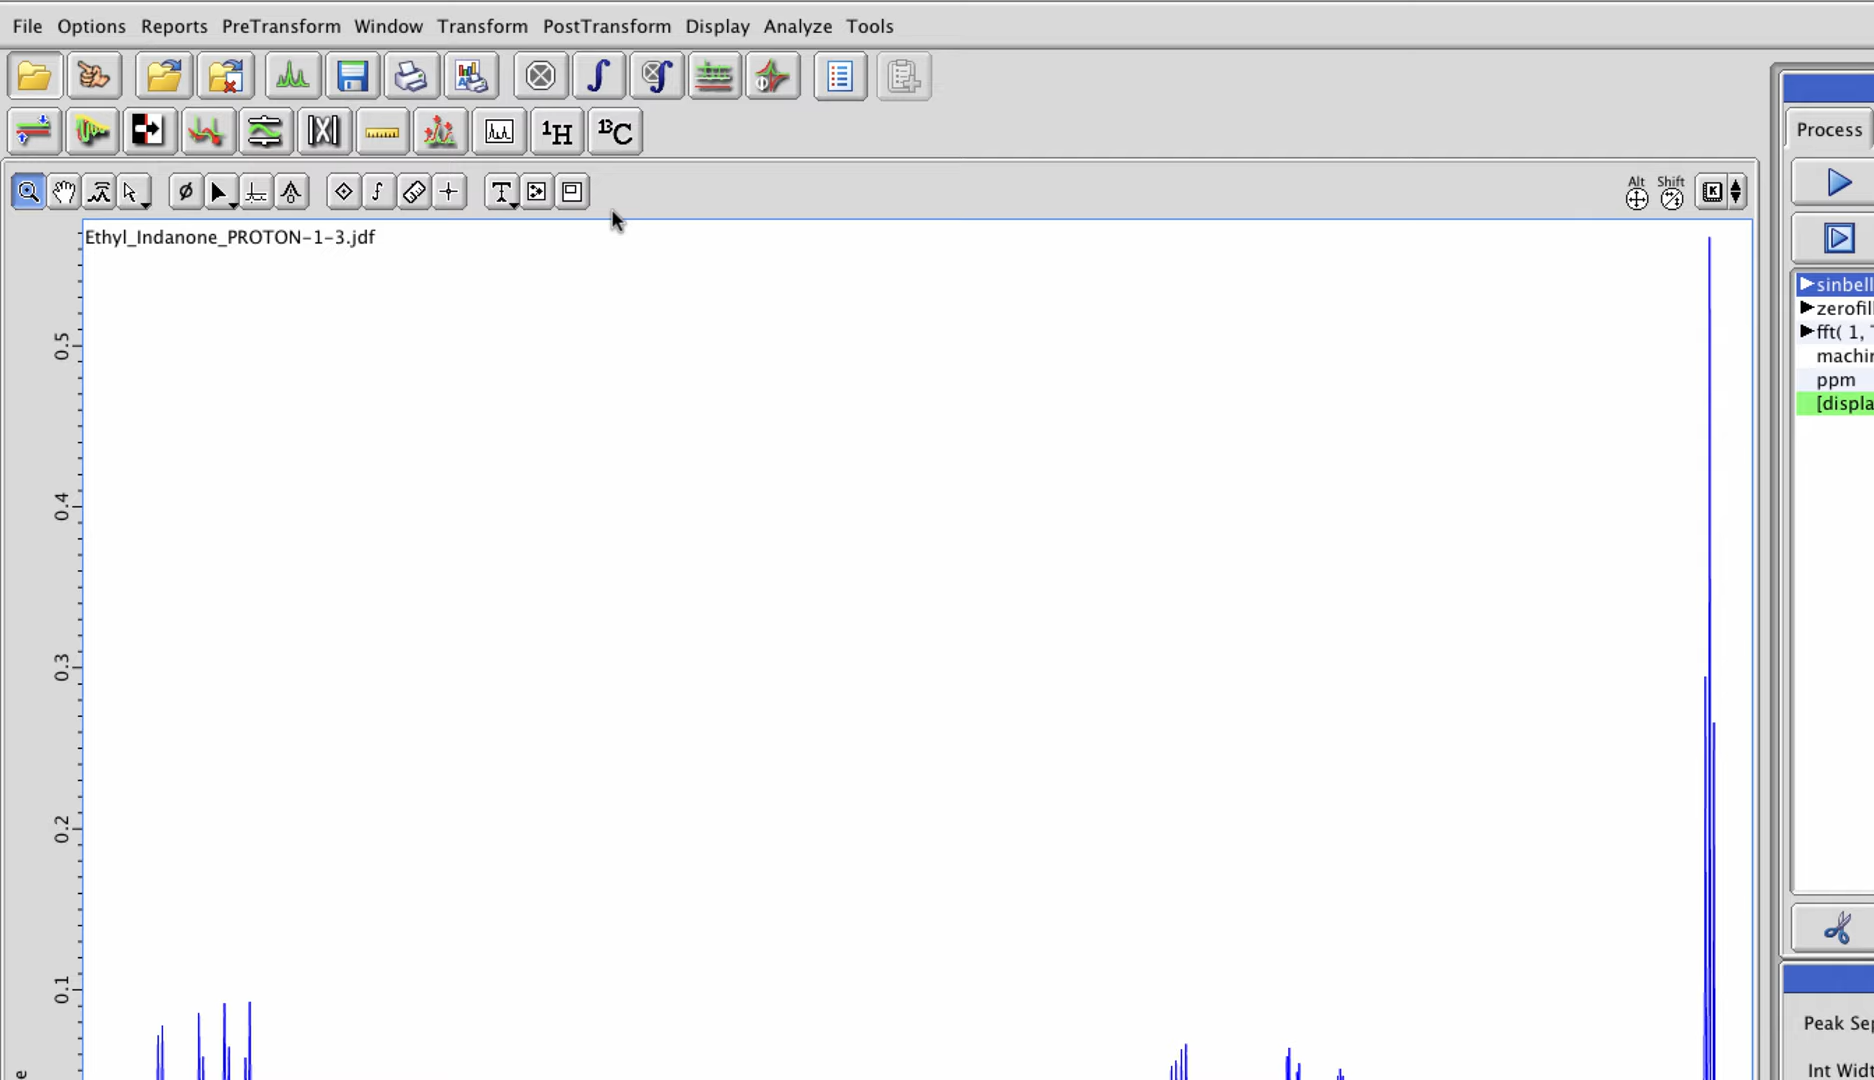 File Options Reports PreTransform Window Transform PostTransform Display Analyze Tools
Process
1H 13C
Alt Shift
K
Ethyl_Indanone_PROTON-1-3.jdf
sinbell
zerofil
fft( 1,
machin
ppm
[displa
0.5
0.4
0.3
0.2
0.1
Peak Sep
Int Widt